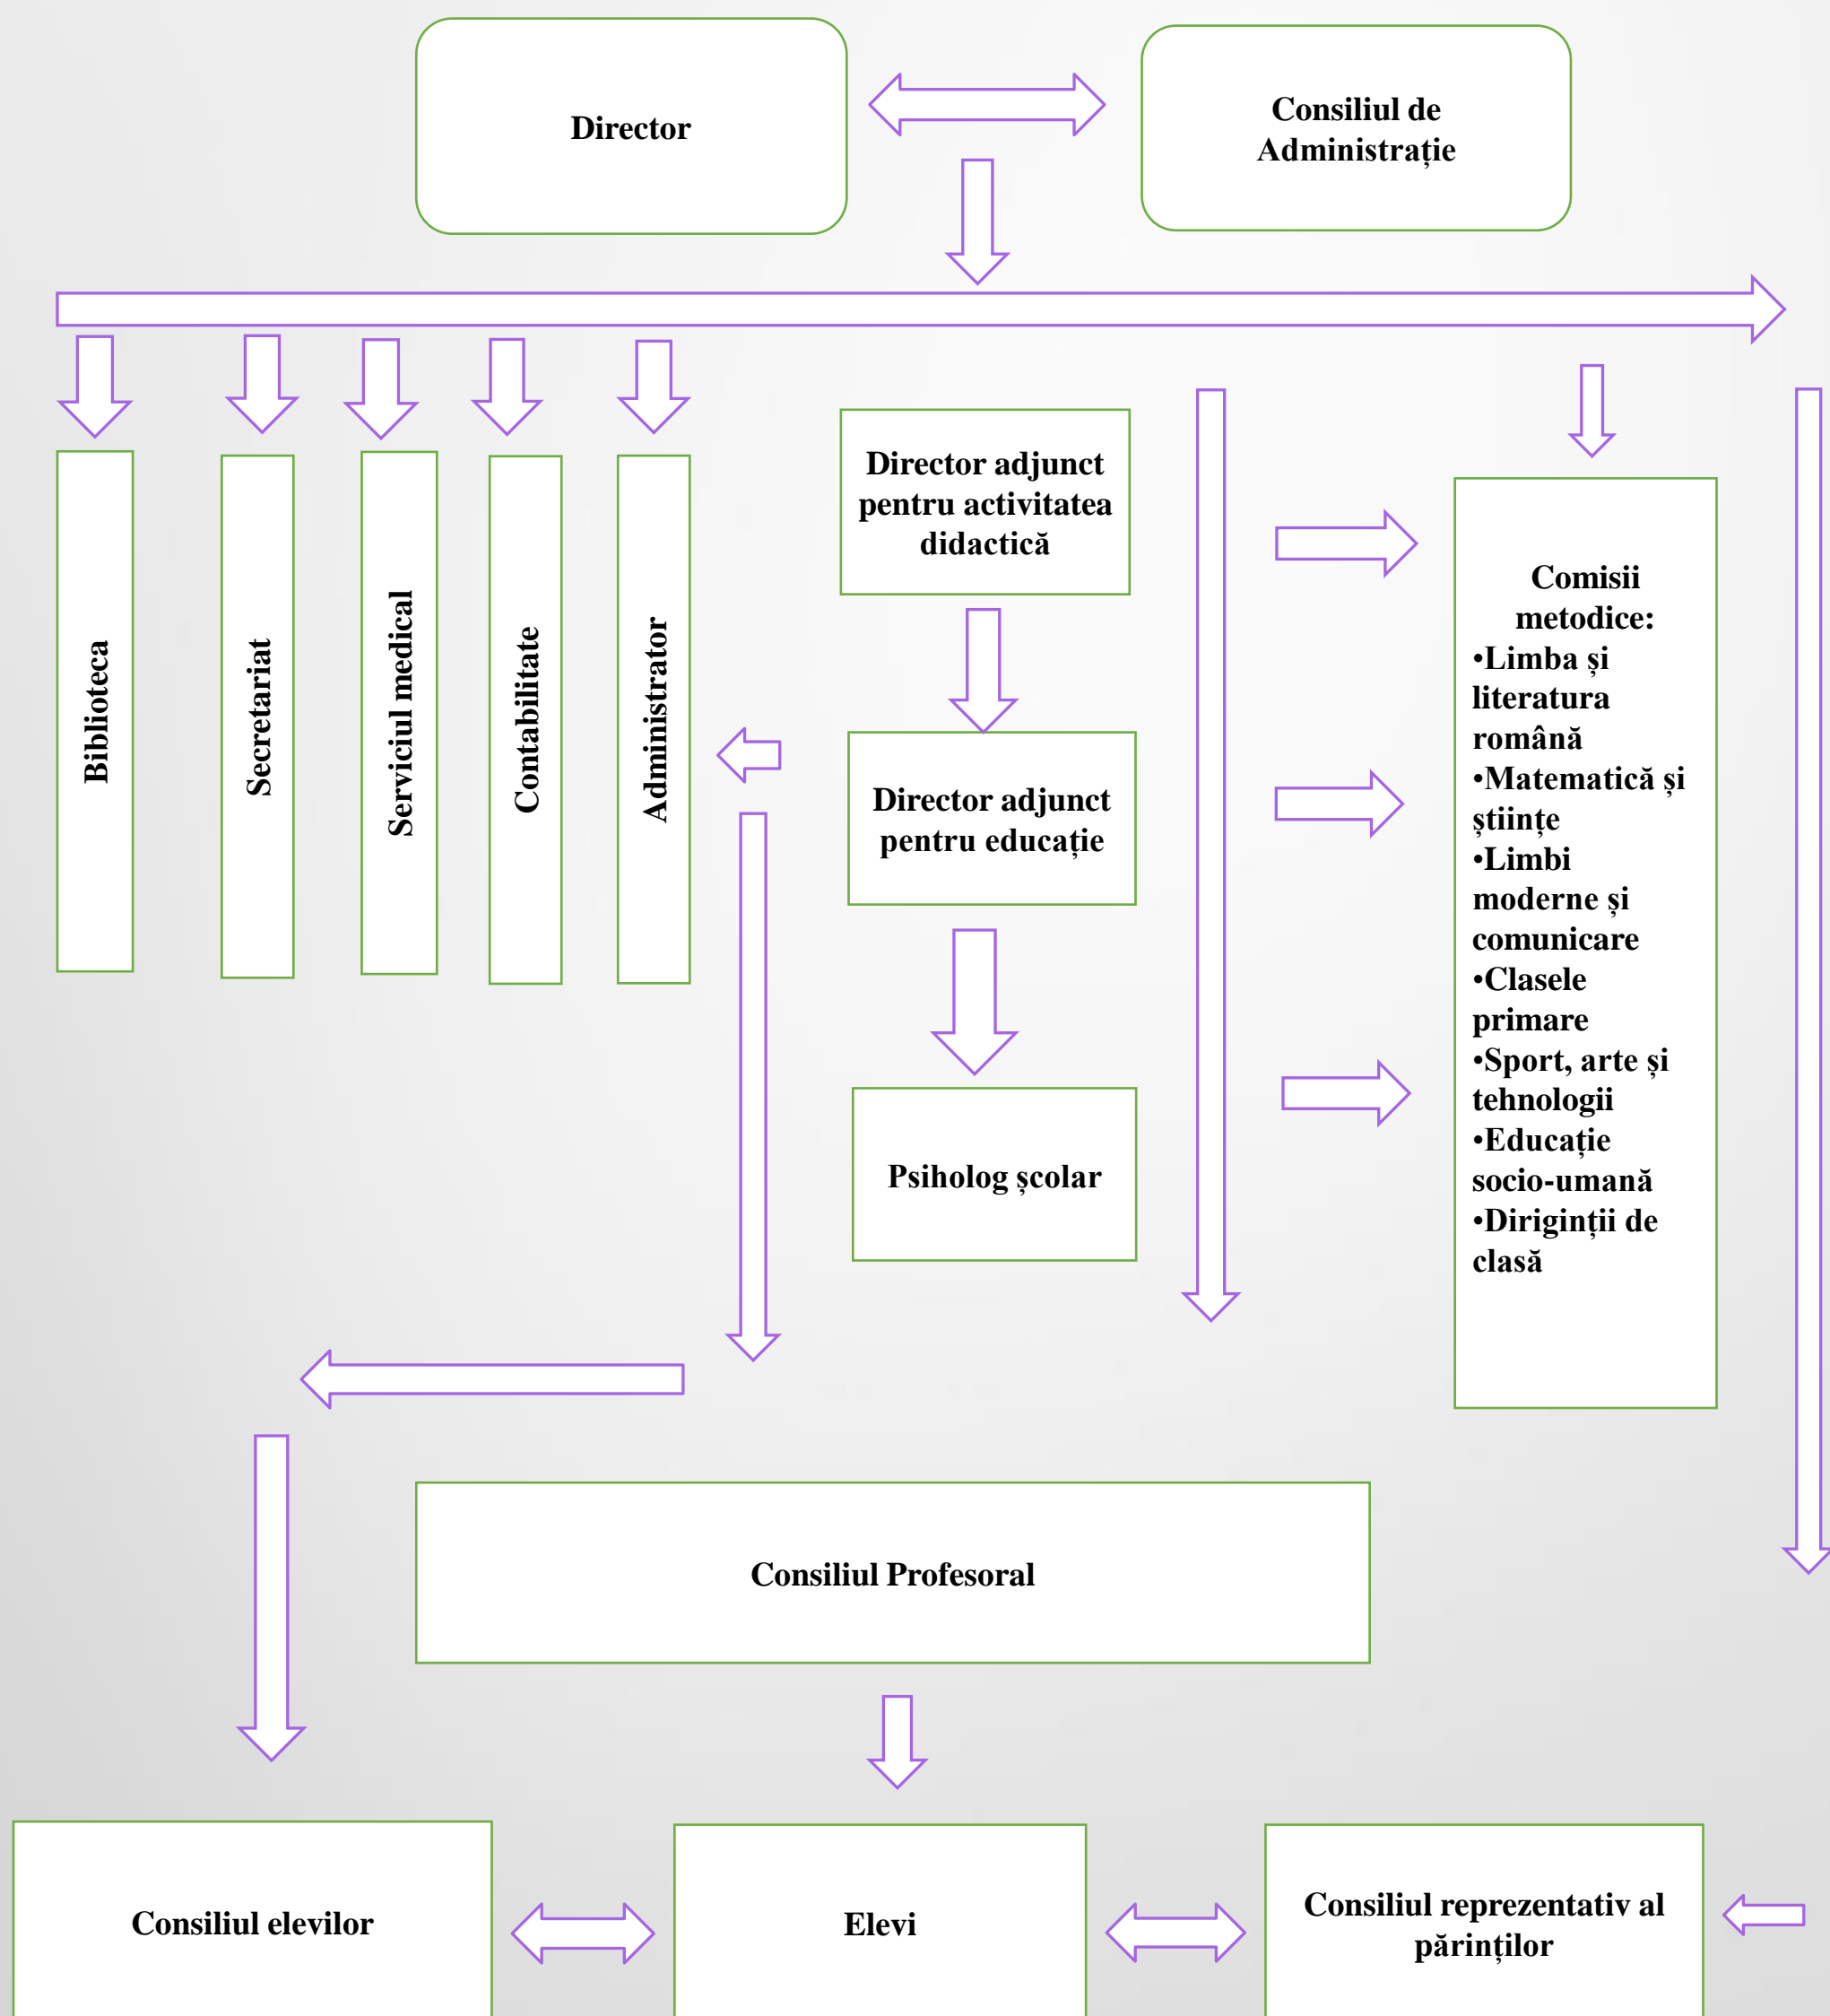 Director
Consiliul de
Administrație
Biblioteca
Secretariat
Serviciul medical
Contabilitate
Administrator
Director adjunct
pentru activitatea
didactică
Director adjunct
pentru educație
Psiholog școlar
Comisii
metodice:
•Limba și
literatura
română
•Matematică și
științe
•Limbi
moderne și
comunicare
•Clasele
primare
•Sport, arte și
tehnologii
•Educație
socio-umană
•Diriginții de
clasă
Consiliul Profesoral
Consiliul elevilor
Elevi
Consiliul reprezentativ al
părinților